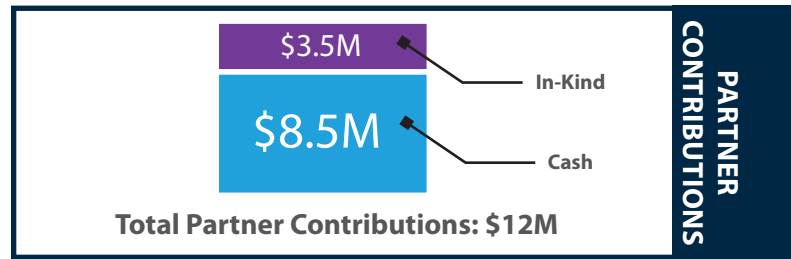 $3.5M
In-Kind
$8.5M
Cash
Total Partner Contributions: $12M
PARTNER
CONTRIBUTIONS